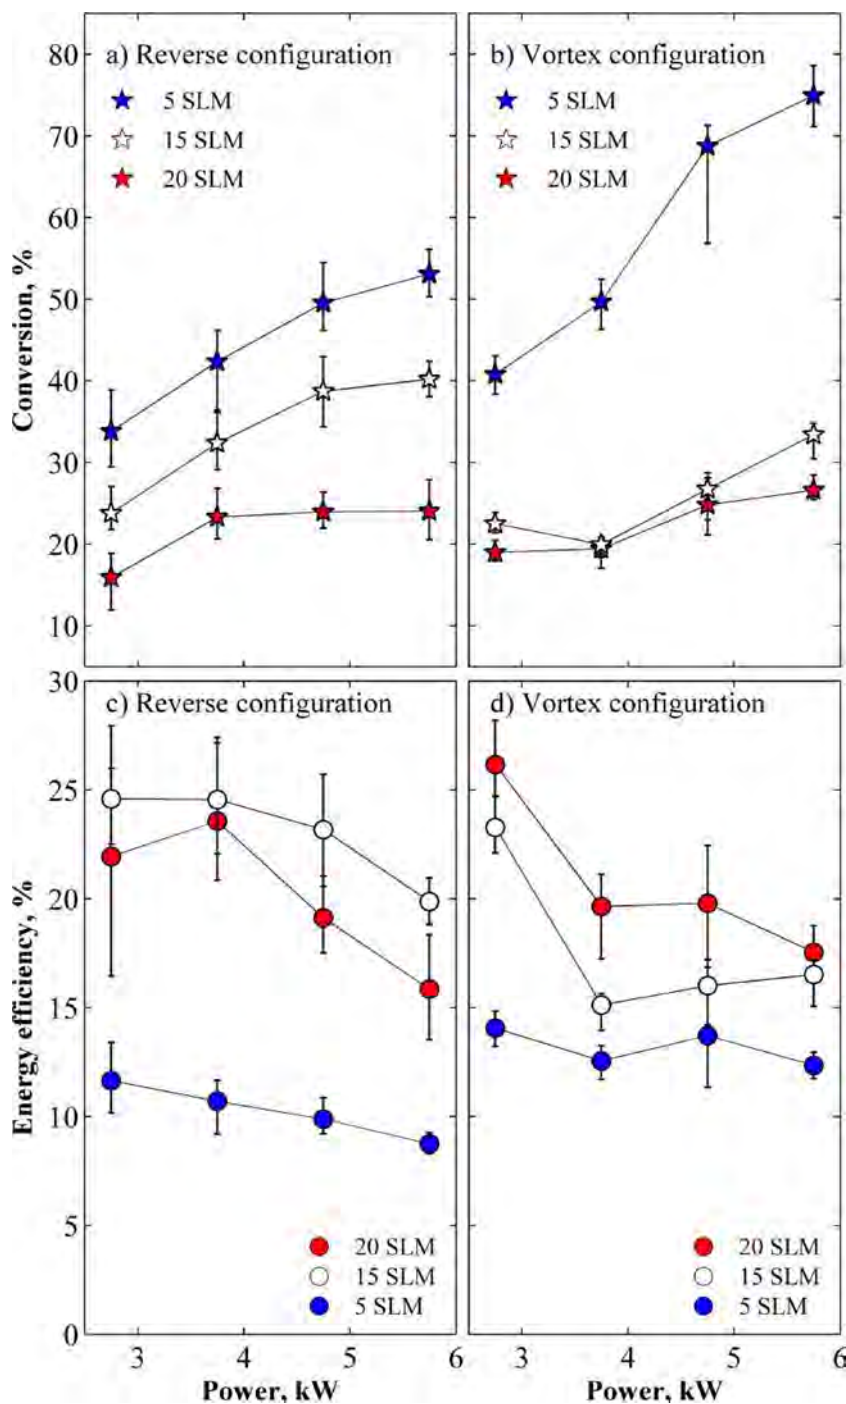 80
70
60
50
40
30
20
10
Conversion, %
a) Reverse configuration
5 SLM
15 SLM
20 SLM
b) Vortex configuration
5 SLM
15 SLM
20 SLM
30
25
20
15
10
5
0
Energy efficiency, %
c) Reverse configuration
20 SLM
15 SLM
5 SLM
d) Vortex configuration
20 SLM
15 SLM
5 SLM
3 4 5 6 3 4 5 6
Power, kW Power, kW